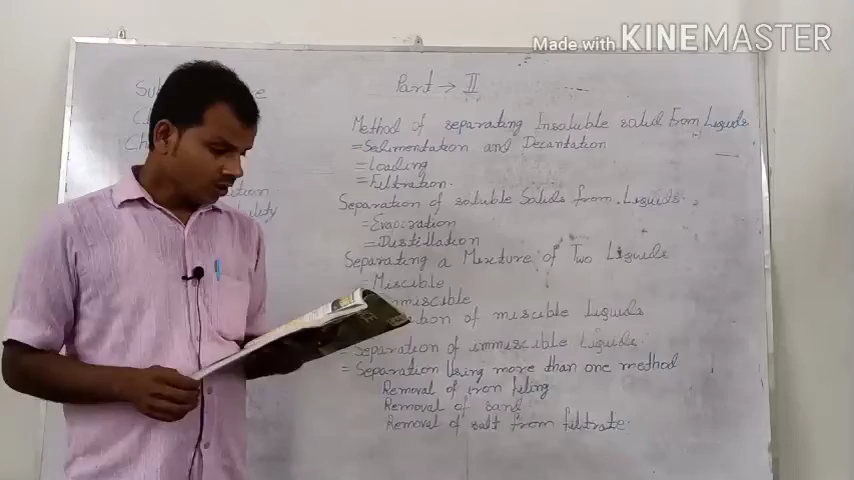 Made with KINEMASTER
Part → II
Method of separating Insoluble solid From Liquids
= Sedimentation and Decantation
= Loading
= Filtration.
Separation of soluble Solids from Liquids
= Evaporation
= Distillation
Separating a Mixture of Two Liquids
= Miscible
mmiscible
tion of miscible Liquids
= Separation of immiscible Liquids
= Separation Using more than one method
Removal of iron filing
Removal of sand
Removal of salt from filtrate